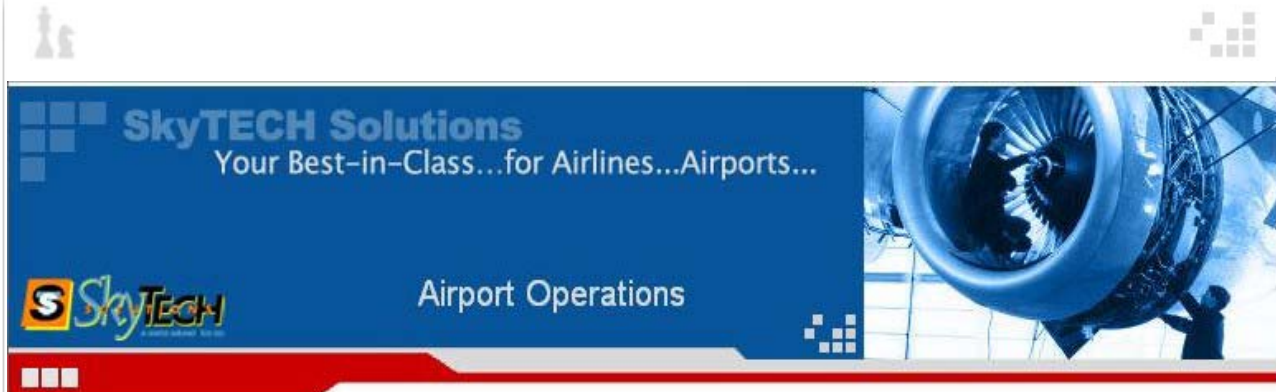 SkyTECH Solutions
Your Best-in-Class...for Airlines...Airports...
Airport Operations
S SkyTECH